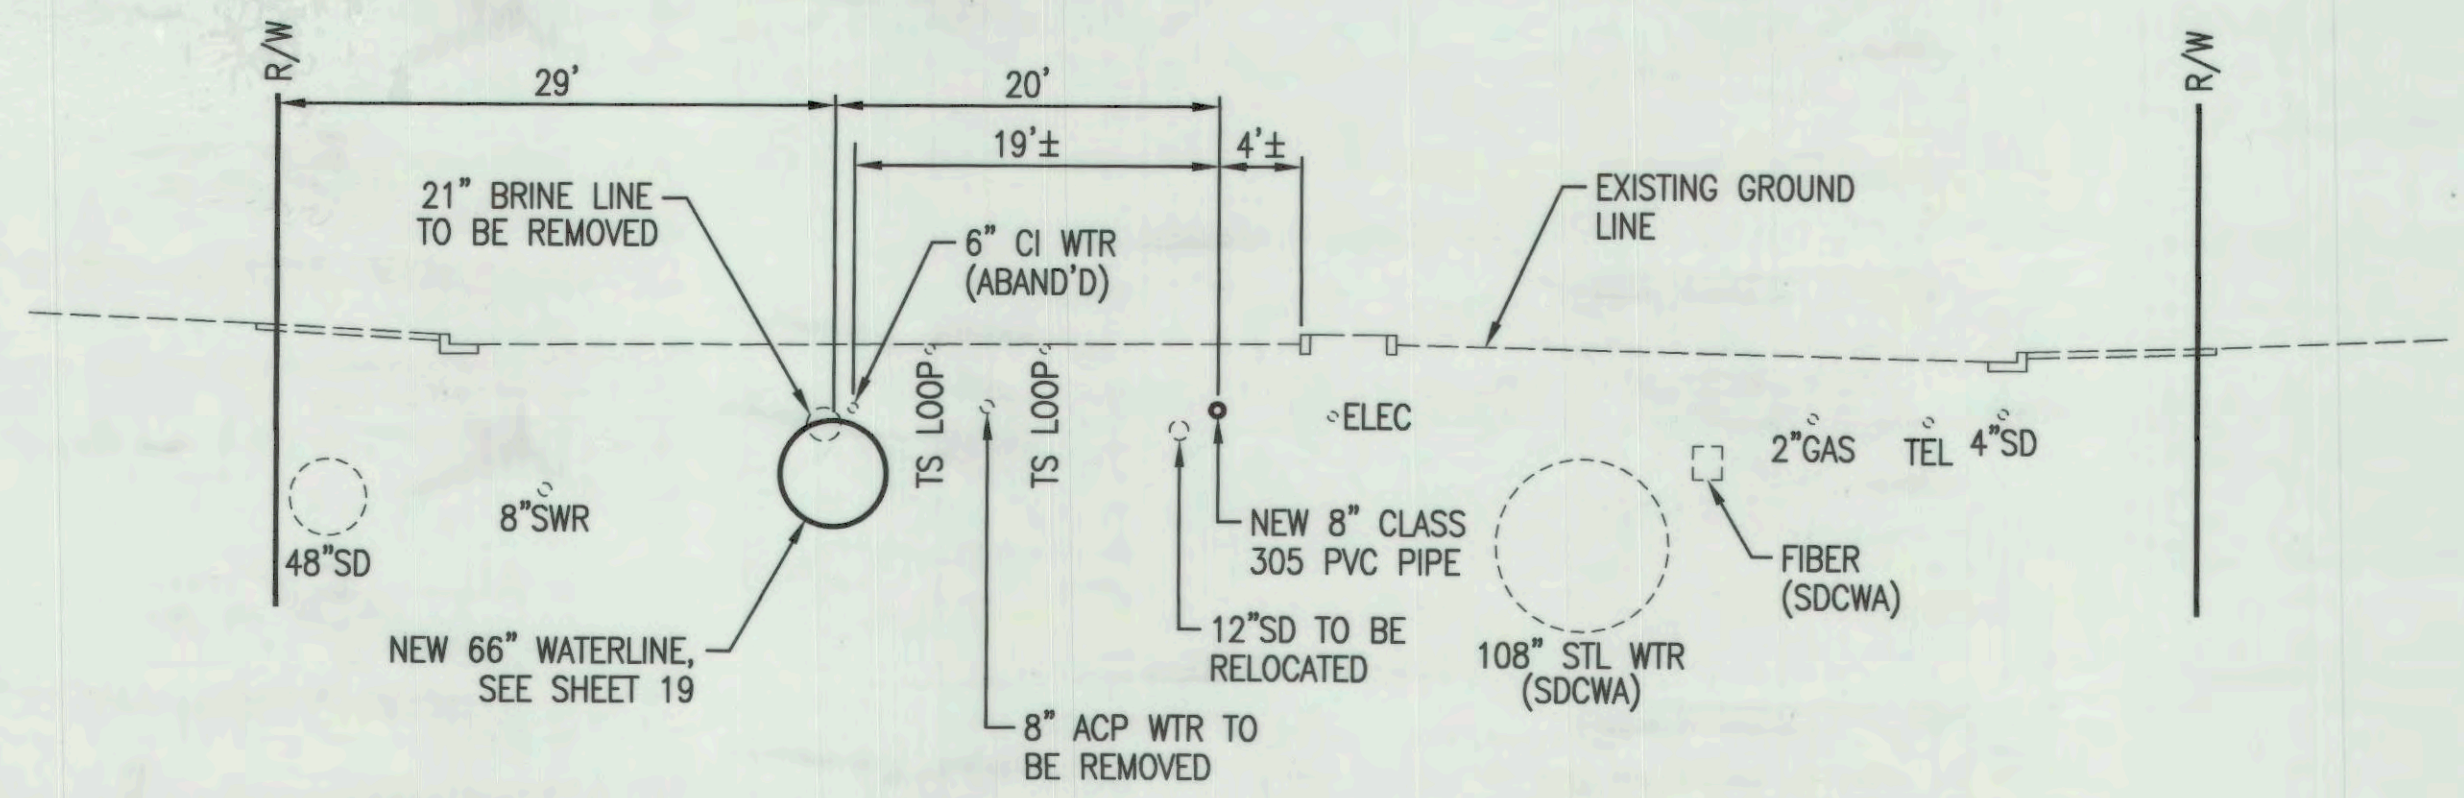 R/W
R/W
29'
20'
19'±
4'±
21" BRINE LINE
TO BE REMOVED
6" CI WTR
(ABAND'D)
EXISTING GROUND
LINE
TS LOOP
TS LOOP
ELEC
2"GAS
TEL
4"SD
48"SD
8"SWR
NEW 8" CLASS
305 PVC PIPE
FIBER
(SDCWA)
NEW 66" WATERLINE,
SEE SHEET 19
12"SD TO BE
RELOCATED
108" STL WTR
(SDCWA)
8" ACP WTR TO
BE REMOVED